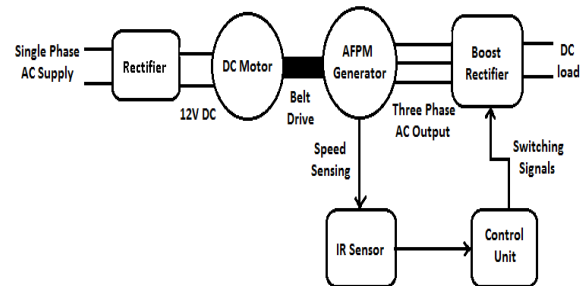 Single Phase
AC Supply
Rectifier
12V DC
DC Motor
Belt
Drive
AFPM
Generator
Three Phase
AC Output
Boost
Rectifier
DC
load
Speed
Sensing
Switching
Signals
IR Sensor
Control
Unit